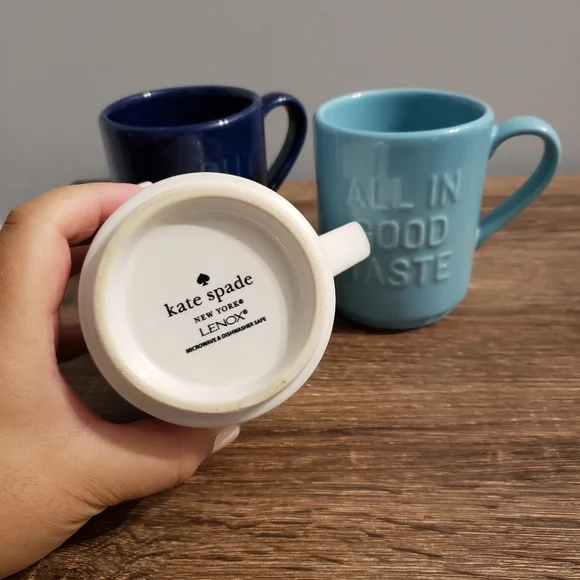 kate spade
NEW YORK®
LENOX®
MICROWAVE & DISHWASHER SAFE
ALL IN
GOOD
TASTE